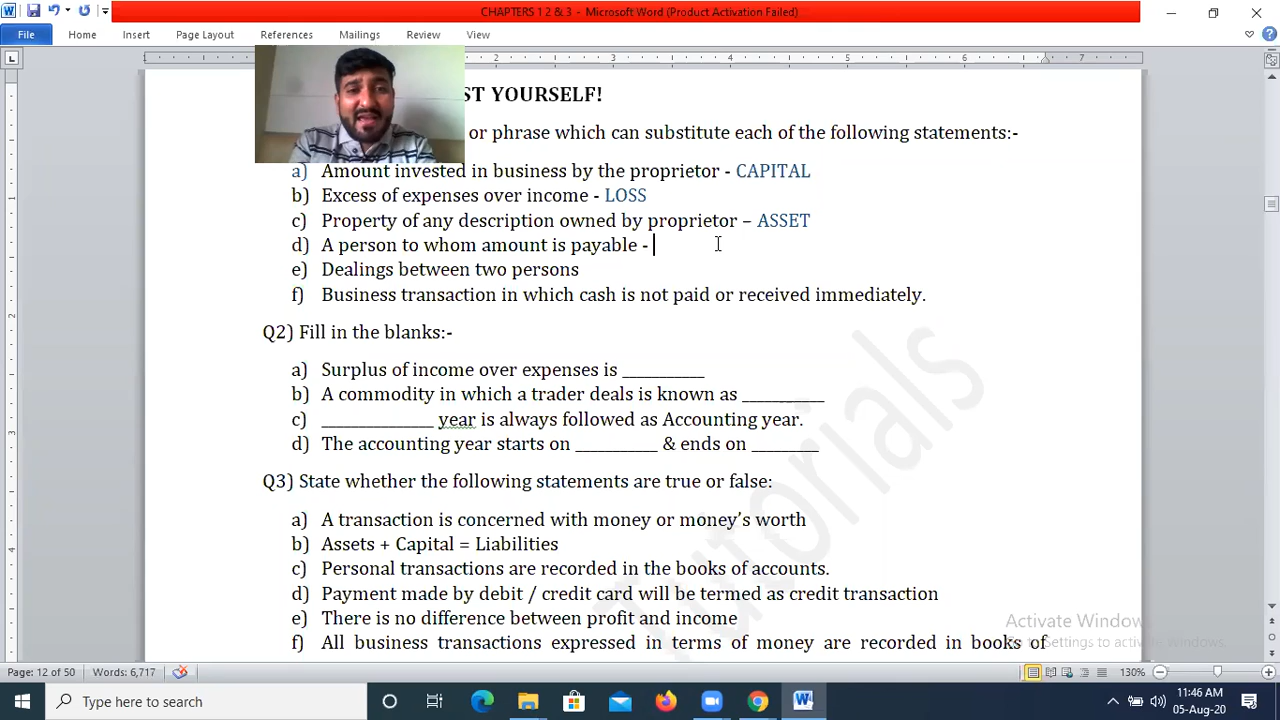 CHAPTERS 1 2 & 3 - Microsoft Word (Product Activation Failed)
File Home Insert Page Layout References Mailings Review View
ST YOURSELF!
or phrase which can substitute each of the following statements:-
a) Amount invested in business by the proprietor - CAPITAL
b) Excess of expenses over income - LOSS
c) Property of any description owned by proprietor – ASSET
d) A person to whom amount is payable -
e) Dealings between two persons
f) Business transaction in which cash is not paid or received immediately.
Q2) Fill in the blanks:-
a) Surplus of income over expenses is ___________
b) A commodity in which a trader deals is known as ___________
c) _______________ year is always followed as Accounting year.
d) The accounting year starts on ___________ & ends on _________
Q3) State whether the following statements are true or false:
a) A transaction is concerned with money or money's worth
b) Assets + Capital = Liabilities
c) Personal transactions are recorded in the books of accounts.
d) Payment made by debit / credit card will be termed as credit transaction
e) There is no difference between profit and income
f) All business transactions expressed in terms of money are recorded in books of
Tutorials
Activate Windows
Go to Settings to activate Windows.
Page: 12 of 50 Words: 6,717 130%
Type here to search
11:46 AM
05-Aug-20